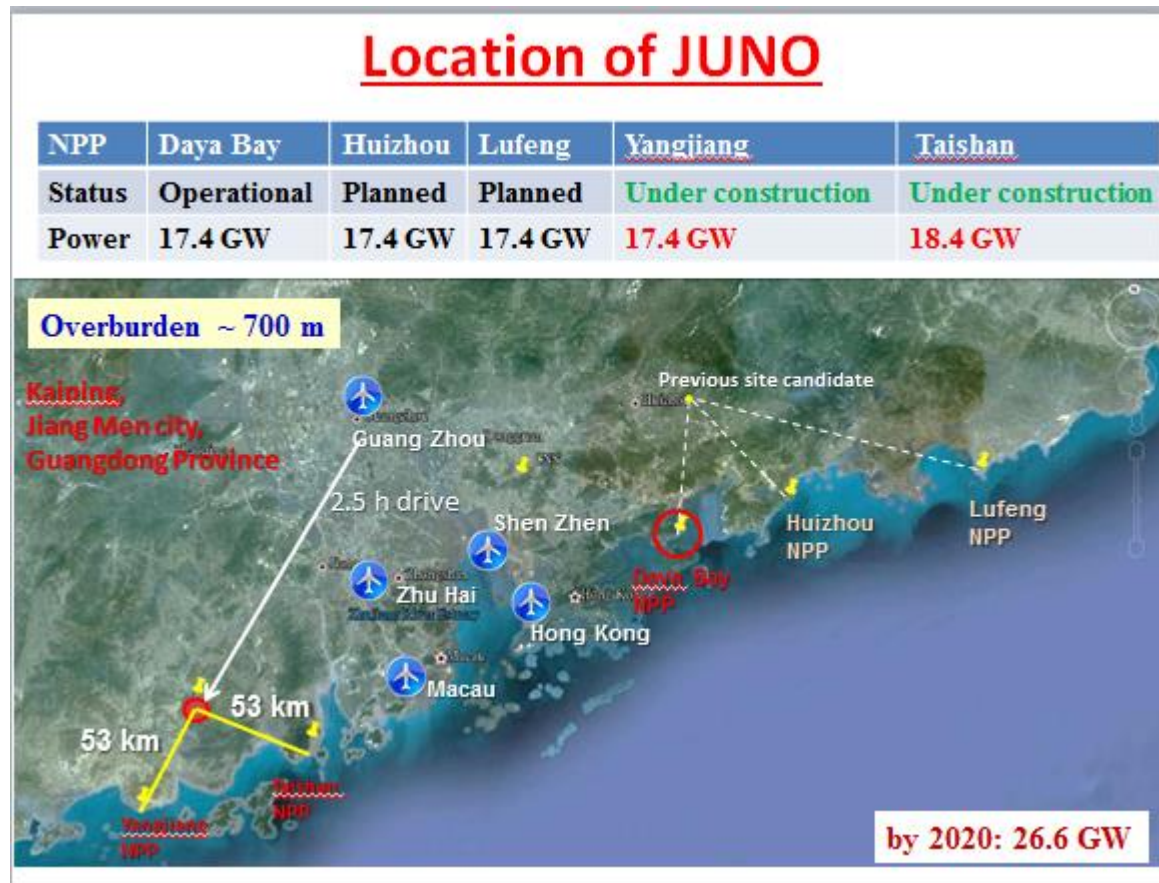 Location of JUNO
NPP Daya Bay Huizhou Lufeng Yangjiang Taishan
Status Operational Planned Planned Under construction Under construction
Power 17.4 GW 17.4 GW 17.4 GW 17.4 GW 18.4 GW
Overburden ~ 700 m
Kaiping,
Jiang Men city,
Guangdong Province
Previous site candidate
Guang Zhou
2.5 h drive
Shen Zhen
Huizhou
NPP
Lufeng
NPP
Daya Bay
NPP
Zhu Hai
Hong Kong
Macau
53 km
53 km
Taishan
NPP
Yangjiang
NPP
by 2020: 26.6 GW